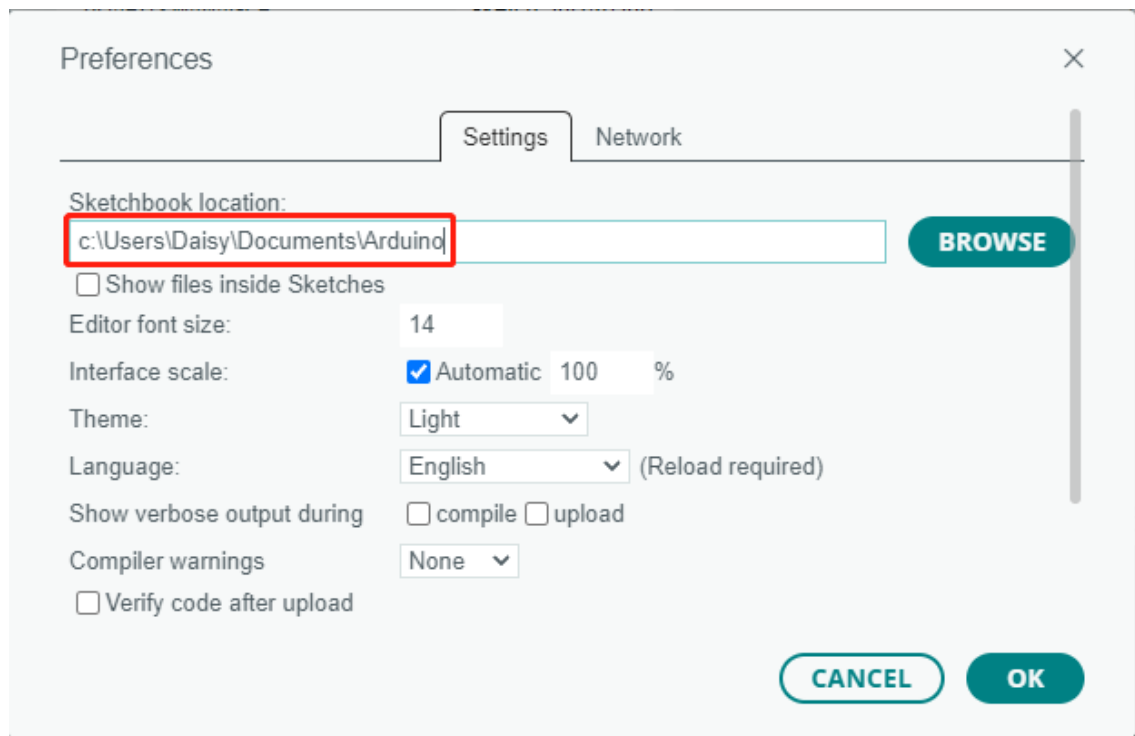 Preferences
Settings Network
Sketchbook location:
c:\Users\Daisy\Documents\Arduino
BROWSE
Show files inside Sketches
Editor font size: 14
Interface scale: Automatic 100 %
Theme: Light
Language: English (Reload required)
Show verbose output during compile upload
Compiler warnings None
Verify code after upload
CANCEL OK